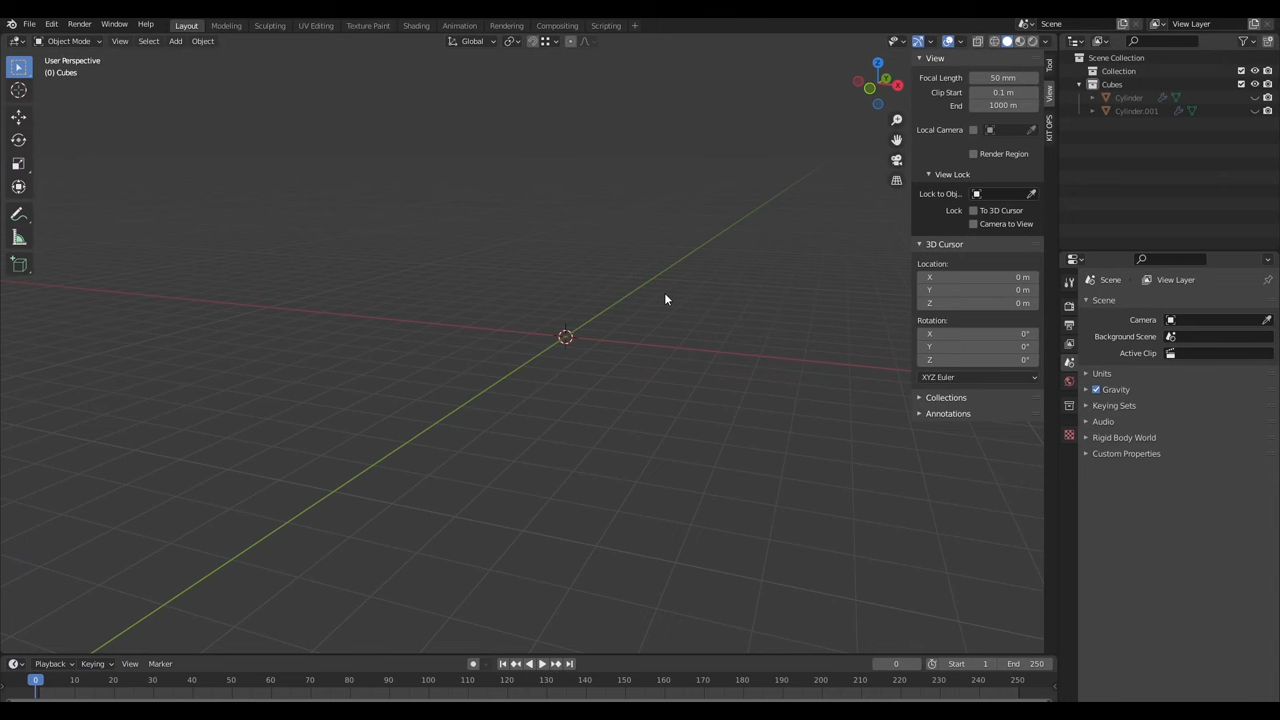 File Edit Render Window Help Layout Modeling Sculpting UV Editing Texture Paint Shading Animation Rendering Compositing Scripting + Scene View Layer
Object Mode View Select Add Object Global
User Perspective
(0) Cubes
Z
Y
X
View
Focal Length 50 mm
Clip Start 0.1 m
End 1000 m
Local Camera
Render Region
View Lock
Lock to Obj...
Lock To 3D Cursor
Camera to View
3D Cursor
Location:
X 0 m
Y 0 m
Z 0 m
Rotation:
X 0°
Y 0°
Z 0°
XYZ Euler
Collections
Annotations
Tool
View
KIT OPS
Scene Collection
Collection
Cubes
Cylinder
Cylinder.001
Scene View Layer
Scene
Camera
Background Scene
Active Clip
Units
Gravity
Keying Sets
Audio
Rigid Body World
Custom Properties
Playback Keying View Marker 0 Start 1 End 250
0 10 20 30 40 50 60 70 80 90 100 110 120 130 140 150 160 170 180 190 200 210 220 230 240 250